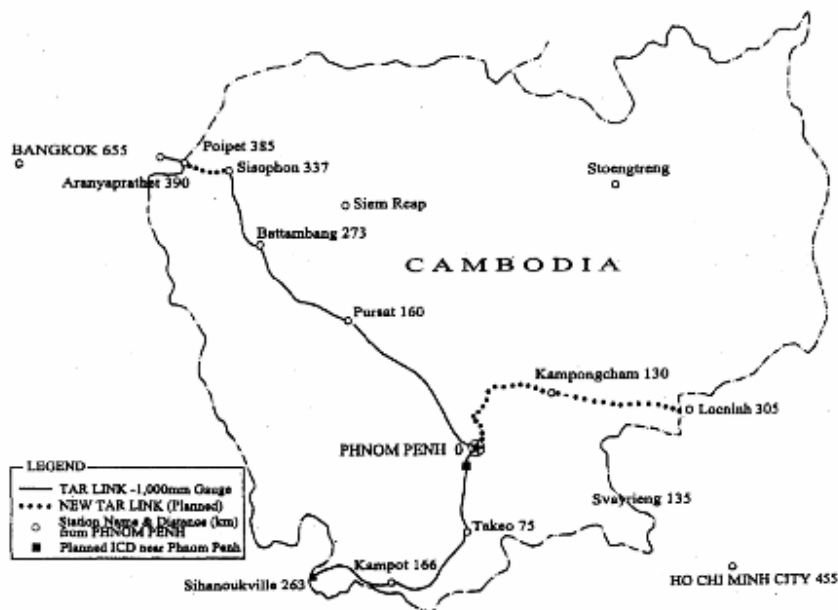 BANGKOK 655
Poipet 385
Aranyaprathet 390
Sisophon 337
Stoengtreng
Siem Reap
Battambang 273
CAMBODIA
Pursat 160
Kampongcham 130
Locninh 305
PHNOM PENH 0
LEGEND
TAR LINK -1,000mm Gauge
NEW TAR LINK (Planned)
Station Name & Distance (km)
from PHNOM PENH
Planned ICD near Phnom Penh
Svayrieng 135
Takeo 75
Kampot 166
Sihanoukville 263
HO CHI MINH CITY 455